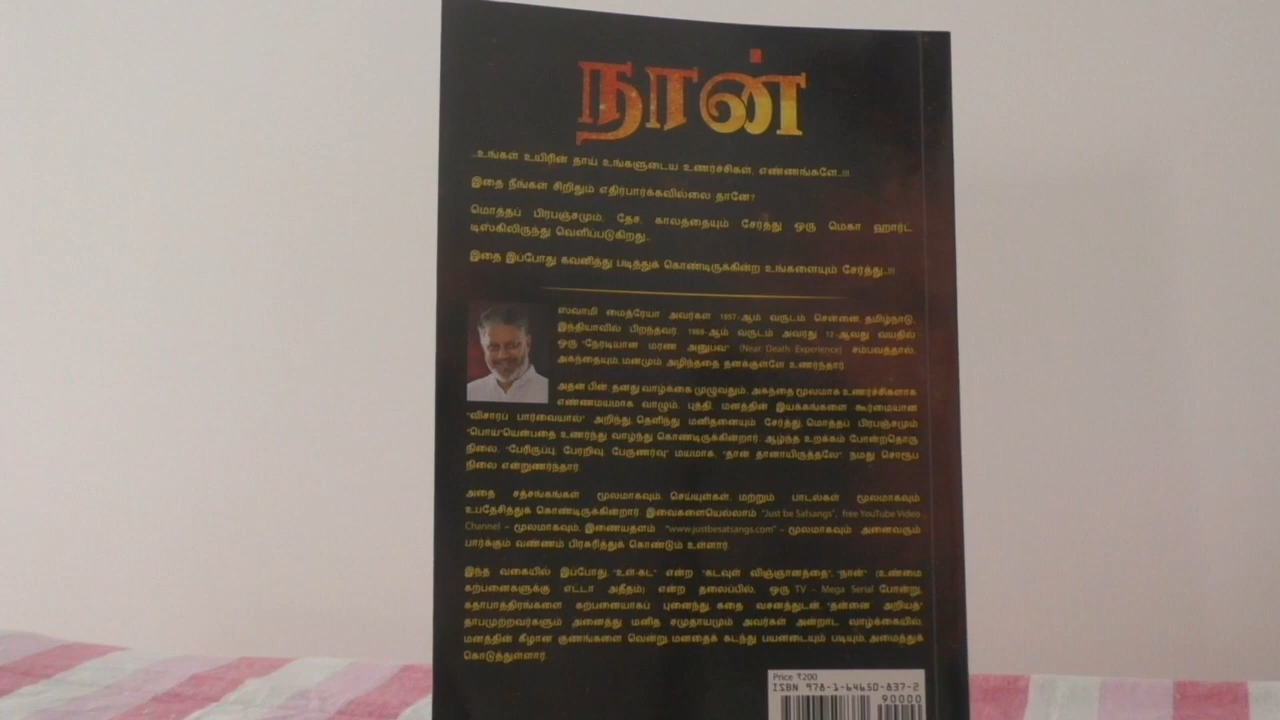 நான்
..உங்கள் உயிரின் தாய் உங்களுடைய உணர்ச்சிகள், எண்ணங்களே..!!!
இதை நீங்கள் சிறிதும் எதிர்பார்க்கவில்லை தானே?
மொத்தப் பிரபஞ்சமும், தேச, காலத்தையும் சேர்த்து ஒரு மெகா ஹார்ட்
டிஸ்கிலிருந்து வெளிப்படுகிறது..
இதை இப்போது கவனித்து படித்துக் கொண்டிருக்கின்ற உங்களையும் சேர்த்து..!!!
ஸ்வாமி மைத்ரேயா அவர்கள் 1957-ஆம் வருடம் சென்னை, தமிழ்நாடு,
இந்தியாவில் பிறந்தவர். 1969-ஆம் வருடம் அவரது 12-ஆவது வயதில்
ஒரு "நேரடியான மரண அனுபவ" (Near Death Experience) சம்பவத்தால்,
அகந்தையும், மனமும் அழிந்ததை தனக்குள்ளே உணர்ந்தார்.
அதன் பின், தனது வாழ்க்கை முழுவதும், அகந்தை மூலமாக உணர்ச்சிகளாக
எண்ணமயமாக வாழும், புத்தி, மனத்தின் இயக்கங்களை கூர்மையான
"விசாரப் பார்வையால்" அறிந்து, தெளிந்து மனிதனையும் சேர்த்து, மொத்தப் பிரபஞ்சமும்
"பொய்"யென்பதை உணர்ந்து வாழ்ந்து கொண்டிருக்கின்றார். ஆழ்ந்த உறக்கம் போன்றதொரு
நிலை, "பேரிருப்பு, பேரறிவு, பேருணர்வு" மயமாக, "தான் தானாயிருத்தலே" நமது சொரூப
நிலை என்றுணர்ந்தார்.
அதை சத்சங்கங்கள் மூலமாகவும், செய்யுள்கள், மற்றும் பாடல்கள் மூலமாகவும்
உபதேசித்துக் கொண்டிருக்கின்றார். இவைகளையெல்லாம் "Just be Satsangs", free YouTube Video
Channel – மூலமாகவும், இணையதளம் "www.justbesatsangs.com" – மூலமாகவும் அனைவரும்
பார்க்கும் வண்ணம் பிரசுரித்துக் கொண்டும் உள்ளார்.
இந்த வகையில் இப்போது, "உள்-கட" என்ற "கடவுள் விஞ்ஞானத்தை", "நான்" (உண்மை
கற்பனைகளுக்கு எட்டா அதீதம்) என்ற தலைப்பில், ஒரு TV – Mega Serial போன்று,
கதாபாத்திரங்களை கற்பனையாகப் புனைந்து, கதை வசனத்துடன், "தன்னை அறியத்"
தாபமுற்றவர்களும் அனைத்து மனித சமுதாயமும் அவர்கள் அன்றாட வாழ்க்கையில்,
மனத்தின் கீழான குணங்களை வென்று, மனதைக் கடந்து பயனடையும் படியும், அமைத்துக்
கொடுத்துள்ளார்.
Price ₹200
ISBN 978-1-64650-837-2
90000